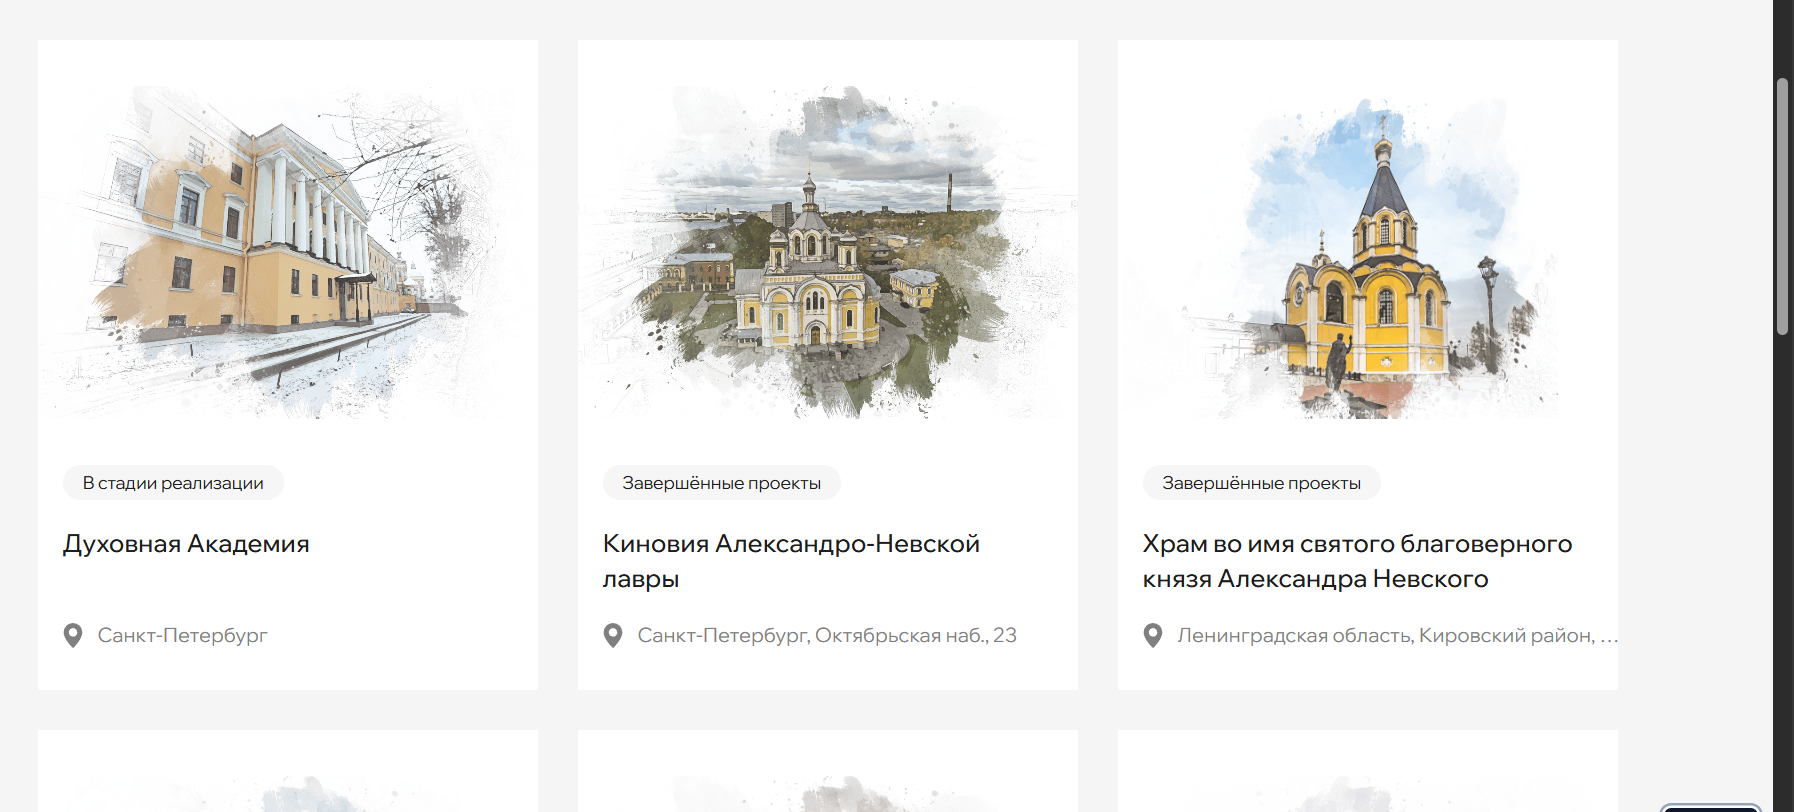 В стадии реализации
Духовная Академия
Санкт-Петербург
Завершённые проекты
Киновия Александро-Невской
лавры
Санкт-Петербург, Октябрьская наб., 23
Завершённые проекты
Храм во имя святого благоверного
князя Александра Невского
Ленинградская область, Кировский район, ...